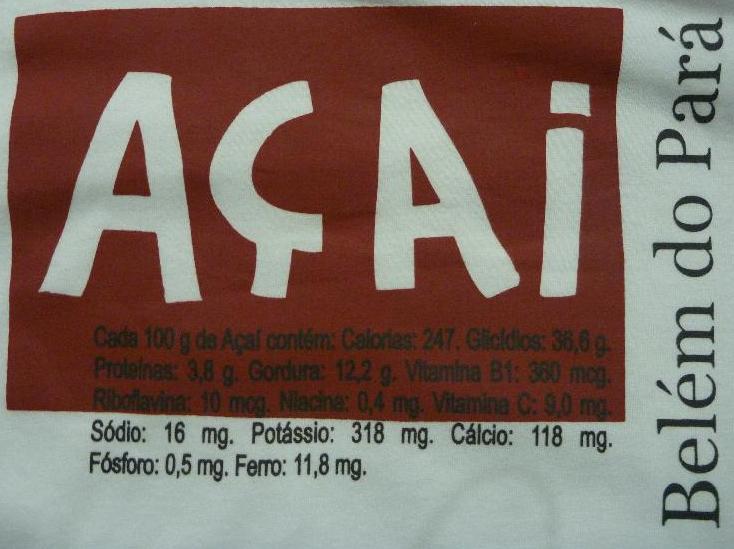 AÇAi
Cada 100 g de Açaí contém: Calorias: 247. Glicídios: 36,6 g.
Proteínas: 3,8 g. Gordura: 12,2 g. Vitamina B1: 360 mcg.
Riboflavina: 10 mcg. Niacina: 0,4 mg. Vitamina C: 9,0 mg.
Sódio: 16 mg. Potássio: 318 mg. Cálcio: 118 mg.
Fósforo: 0,5 mg. Ferro: 11,8 mg.
Belém do Pará